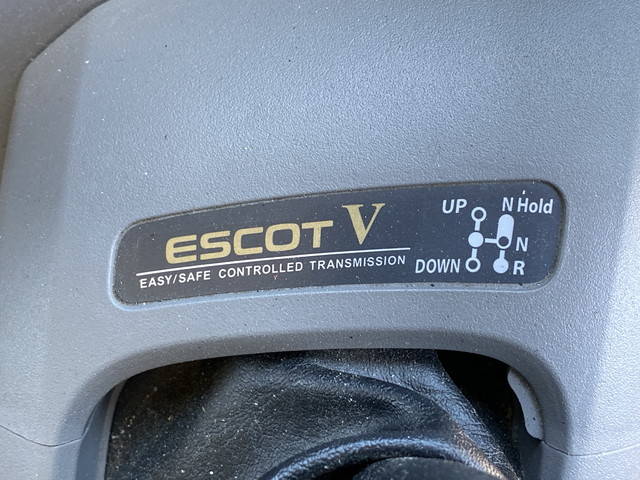 ESCOT V
EASY/SAFE CONTROLLED TRANSMISSION
UP N Hold
N
DOWN R